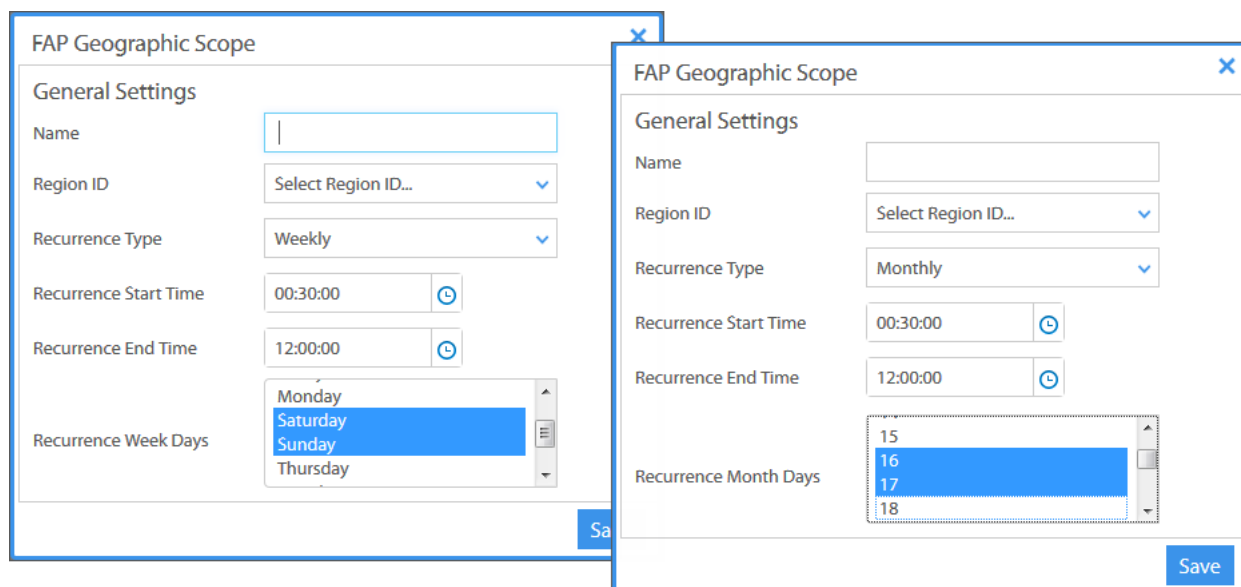 FAP Geographic Scope
General Settings
Name
Region ID
Select Region ID...
Recurrence Type
Weekly
Recurrence Start Time
00:30:00
Recurrence End Time
12:00:00
Recurrence Week Days
Monday
Saturday
Sunday
Thursday
FAP Geographic Scope
General Settings
Name
Region ID
Select Region ID...
Recurrence Type
Monthly
Recurrence Start Time
00:30:00
Recurrence End Time
12:00:00
Recurrence Month Days
15
16
17
18
Save